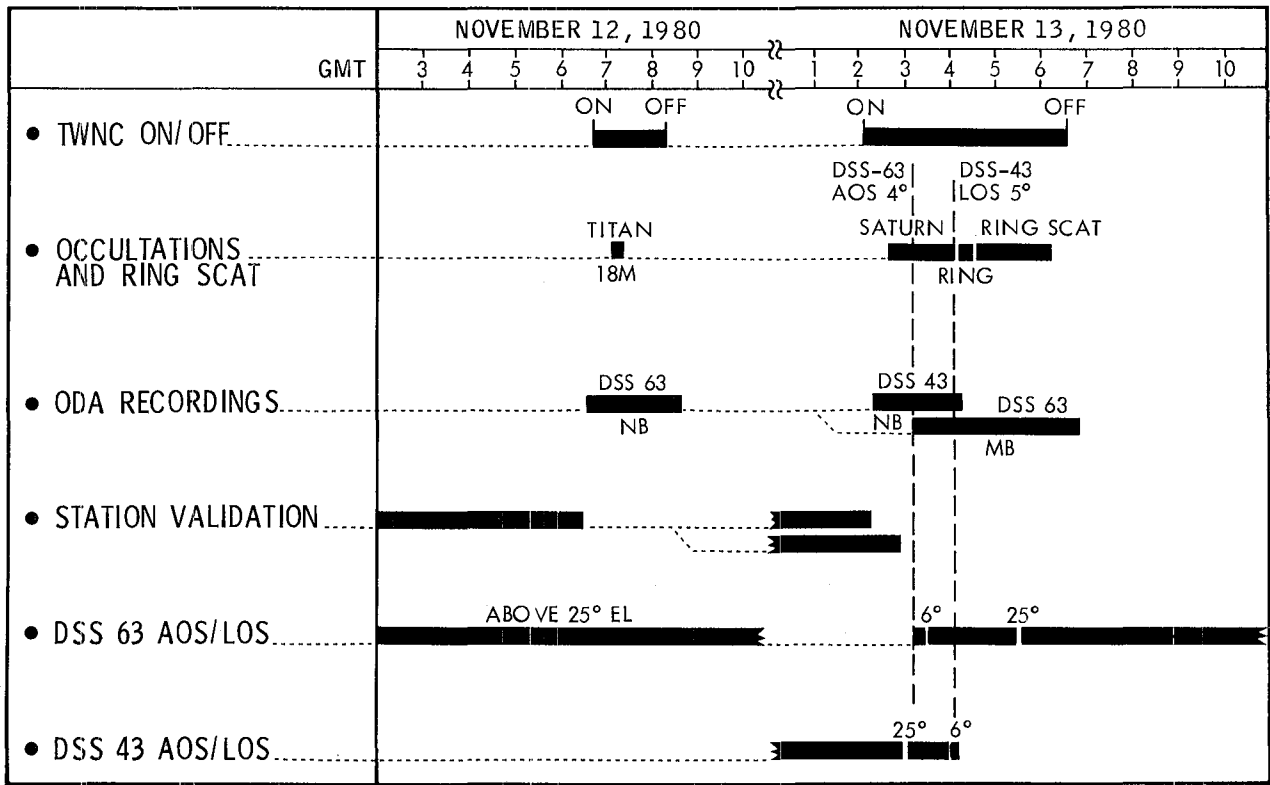 NOVEMBER 12, 1980 NOVEMBER 13, 1980
GMT 3 4 5 6 7 8 9 10 1 2 3 4 5 6 7 8 9 10
ON OFF ON OFF
• TWNC ON/OFF
DSS-63 DSS-43
AOS 4° LOS 5°
TITAN SATURN RING SCAT
• OCCULTATIONS
AND RING SCAT
18M RING
DSS 63 DSS 43
• ODA RECORDINGS DSS 63
NB NB MB
• STATION VALIDATION
ABOVE 25° EL 6° 25°
• DSS 63 AOS/LOS
25° 6°
• DSS 43 AOS/LOS